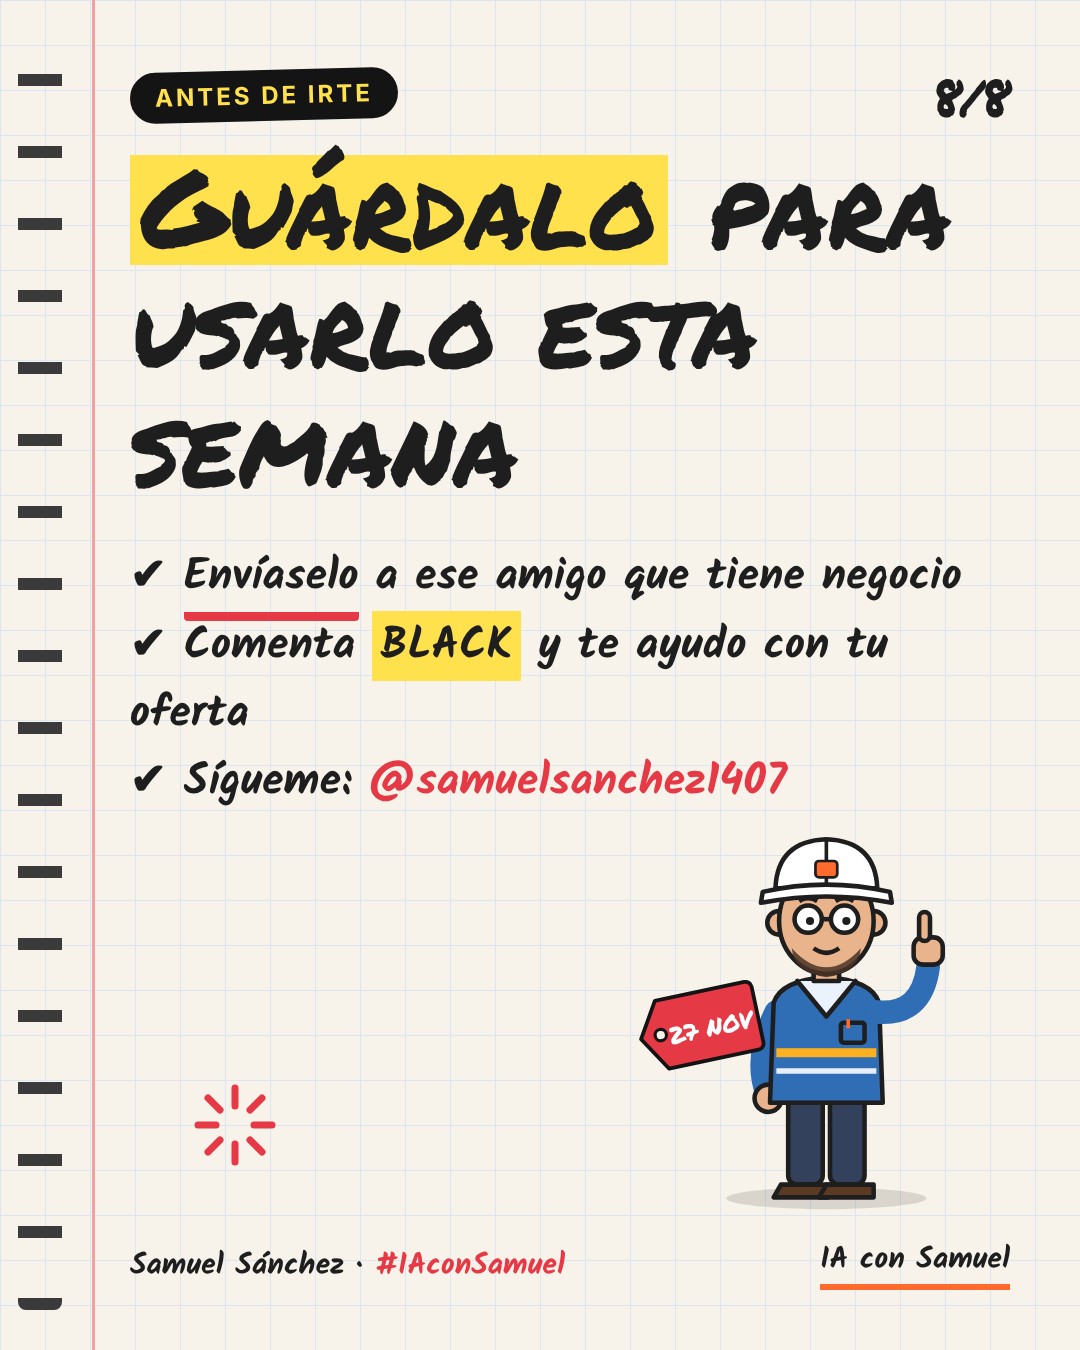 ANTES DE IRTE
8/8
GUÁRDALO PARA
USARLO ESTA
SEMANA
✔ Envíaselo a ese amigo que tiene negocio
✔ Comenta BLACK y te ayudo con tu
oferta
✔ Sígueme: @samuelsanchez1407
27 NOV
Samuel Sánchez · #IAconSamuel
IA con Samuel